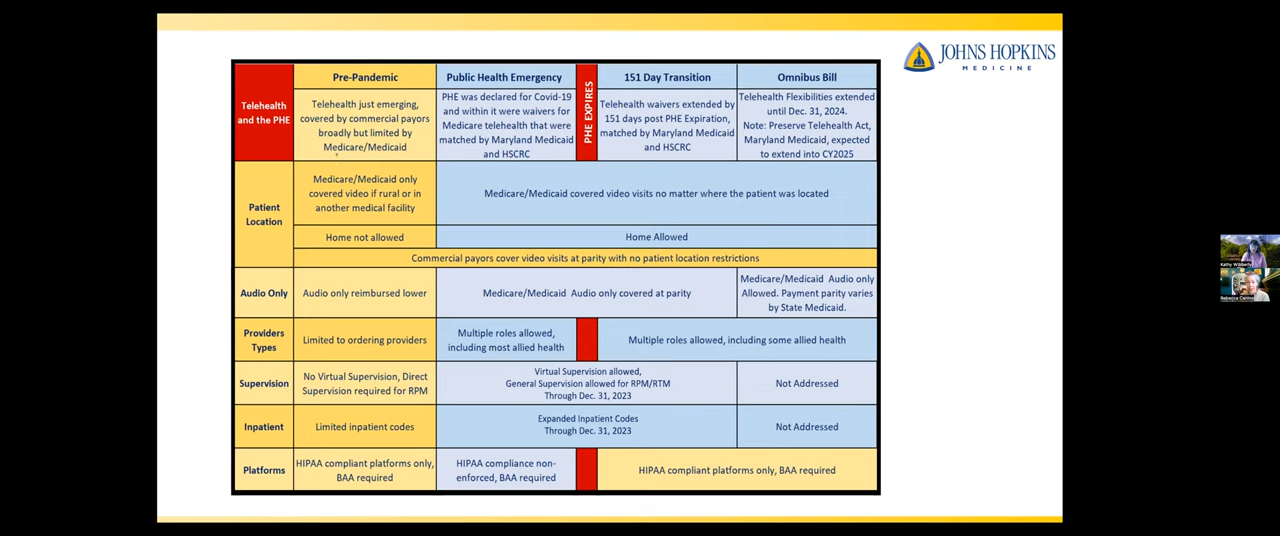 JOHNS HOPKINS
MEDICINE
Telehealth
and the PHE
Pre-Pandemic
Public Health Emergency
PHE EXPIRES
151 Day Transition
Omnibus Bill
Telehealth just emerging,
covered by commercial payors
broadly but limited by
Medicare/Medicaid
PHE was declared for Covid-19
and within it were waivers for
Medicare telehealth that were
matched by Maryland Medicaid
and HSCRC
Telehealth waivers extended by
151 days post PHE Expiration,
matched by Maryland Medicaid
and HSCRC
Telehealth Flexibilities extended
until Dec. 31, 2024.
Note: Preserve Telehealth Act,
Maryland Medicaid, expected
to extend into CY2025
Patient
Location
Medicare/Medicaid only
covered video if rural or in
another medical facility
Medicare/Medicaid covered video visits no matter where the patient was located
Home not allowed
Home Allowed
Commercial payors cover video visits at parity with no patient location restrictions
Audio Only
Audio only reimbursed lower
Medicare/Medicaid Audio only covered at parity
Medicare/Medicaid Audio only
Allowed. Payment parity varies
by State Medicaid.
Providers
Types
Limited to ordering providers
Multiple roles allowed,
including most allied health
Multiple roles allowed, including some allied health
Supervision
No Virtual Supervision, Direct
Supervision required for RPM
Virtual Supervision allowed,
General Supervision allowed for RPM/RTM
Through Dec. 31, 2023
Not Addressed
Inpatient
Limited inpatient codes
Expanded Inpatient Codes
Through Dec. 31, 2023
Not Addressed
Platforms
HIPAA compliant platforms only,
BAA required
HIPAA compliance non-
enforced, BAA required
HIPAA compliant platforms only, BAA required
Kathy Wibberly
Rebecca Canino